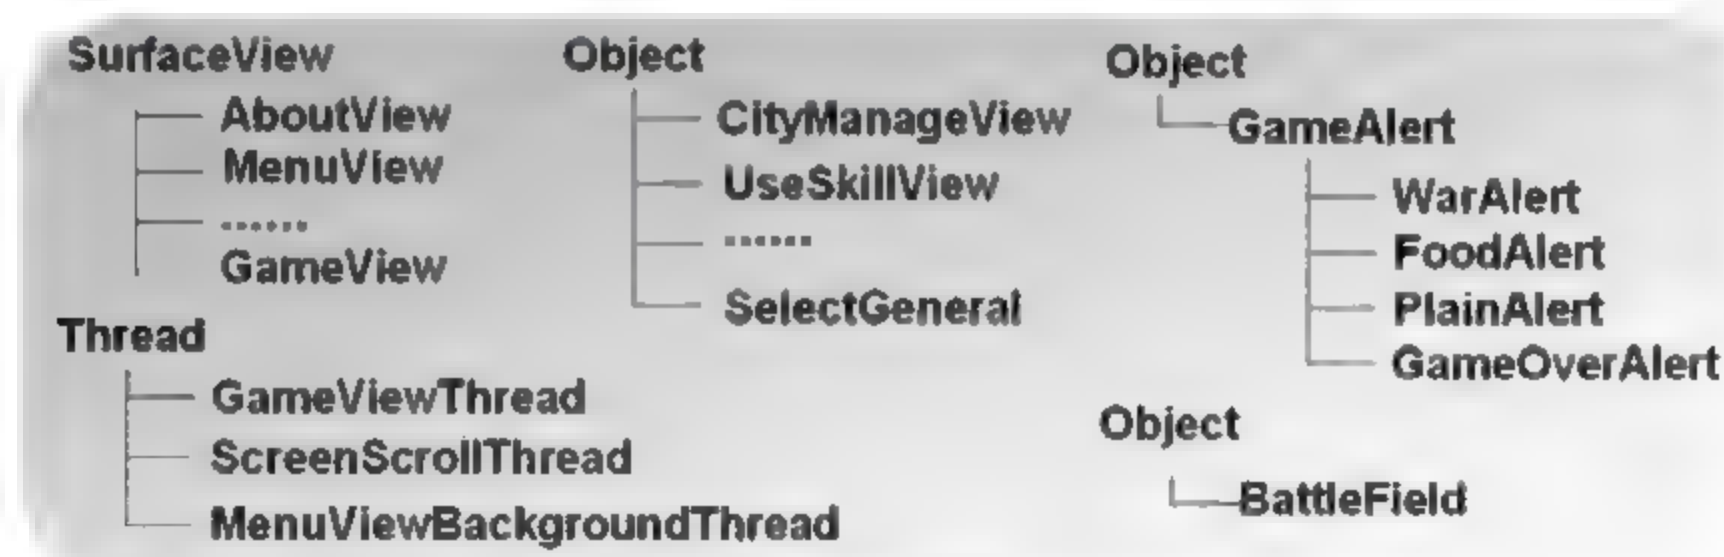 SurfaceView
AboutView
MenuView
......
GameView
Thread
GameViewThread
ScreenScrollThread
MenuViewBackgroundThread
Object
CityManageView
UseSkillView
......
SelectGeneral
Object
GameAlert
WarAlert
FoodAlert
PlainAlert
GameOverAlert
Object
BattleField